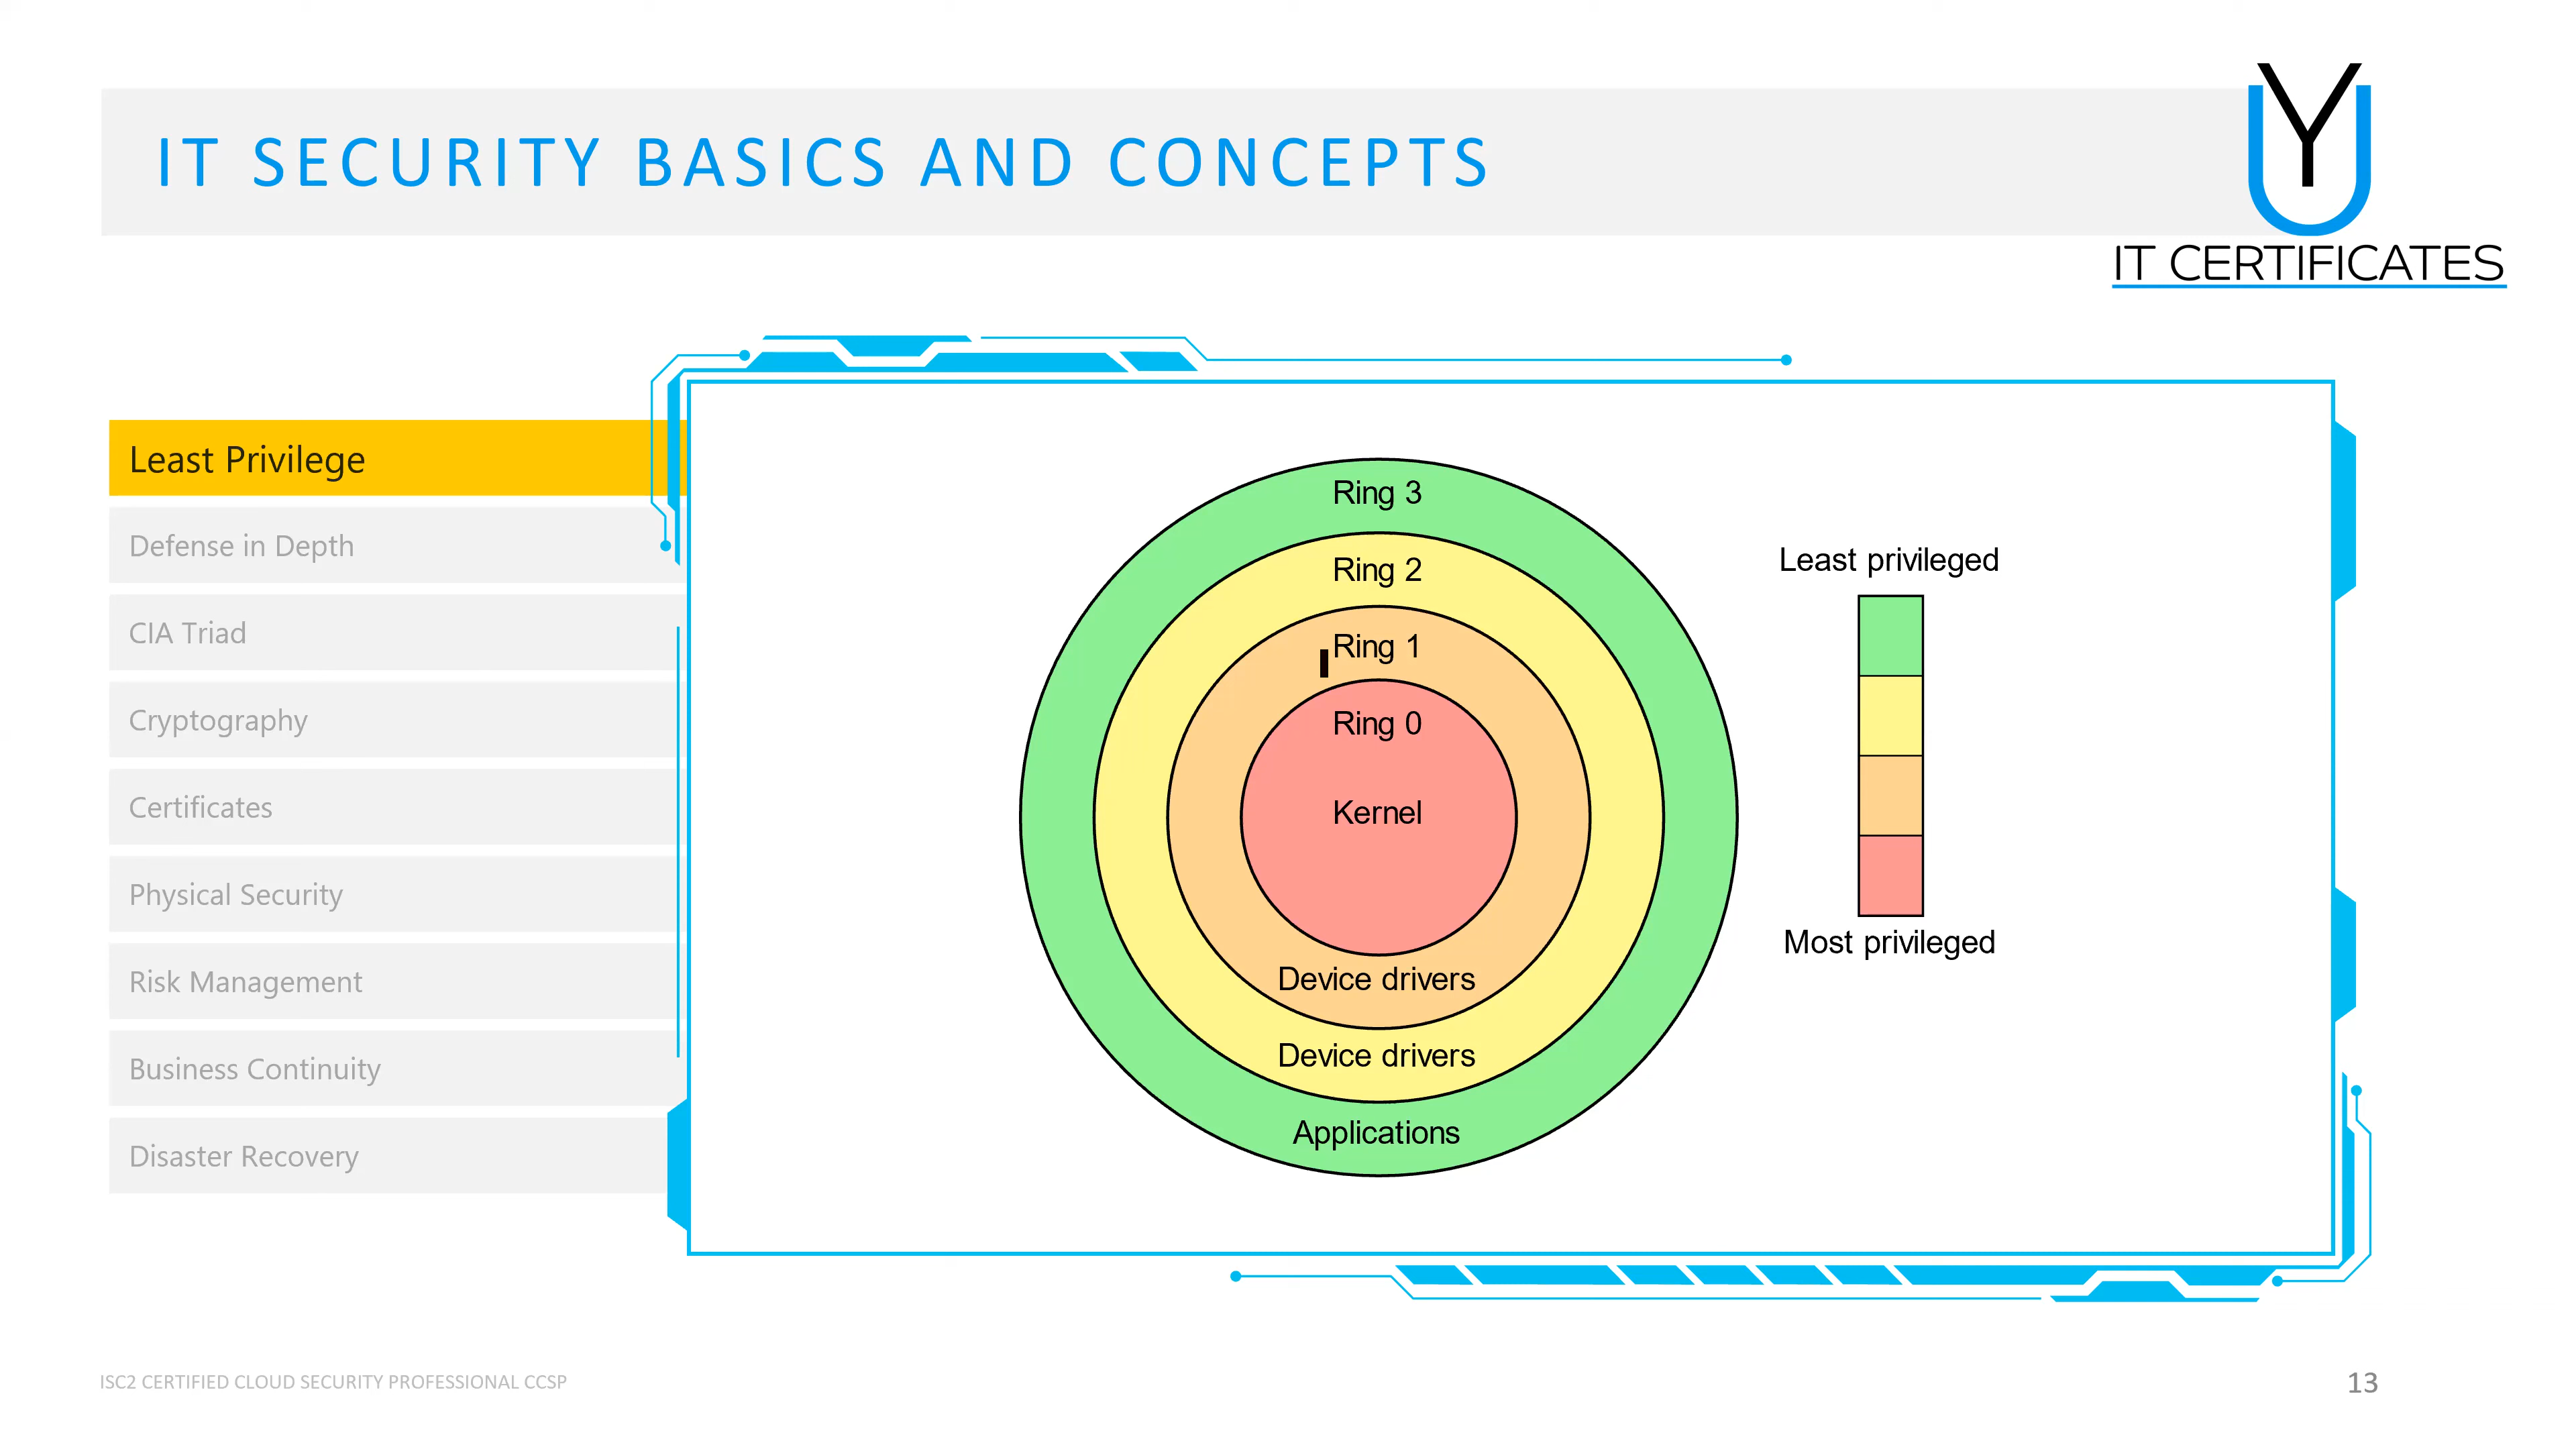 IT SECURITY BASICS AND CONCEPTS
Y
U
IT CERTIFICATES
Least Privilege
Defense in Depth
CIA Triad
Cryptography
Certificates
Physical Security
Risk Management
Business Continuity
Disaster Recovery
Ring 3
Ring 2
Ring 1
Ring 0
Kernel
Device drivers
Device drivers
Applications
Least privileged
Most privileged
ISC2 CERTIFIED CLOUD SECURITY PROFESSIONAL CCSP
13